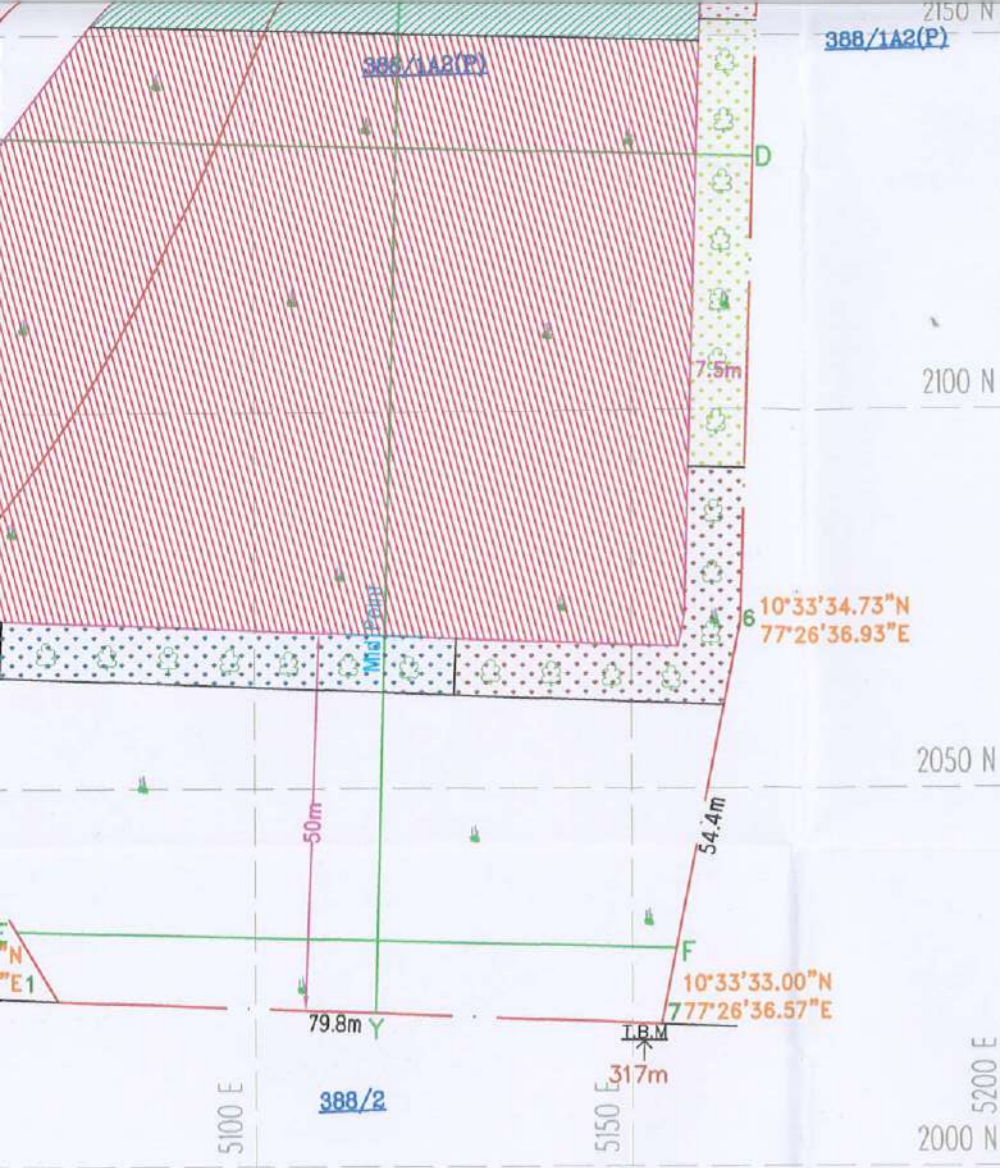 2150 N
388/1A2(P)
388/1A2(P)
D
7.5m
2100 N
Mid Point
6
10°33'34.73"N
77°26'36.93"E
2050 N
50m
54.4m
F
"N
"E 1
10°33'33.00"N
7 77°26'36.57"E
79.8m Y
T.B.M
317m
388/2
5100 E
5150 E
5200 E
2000 N